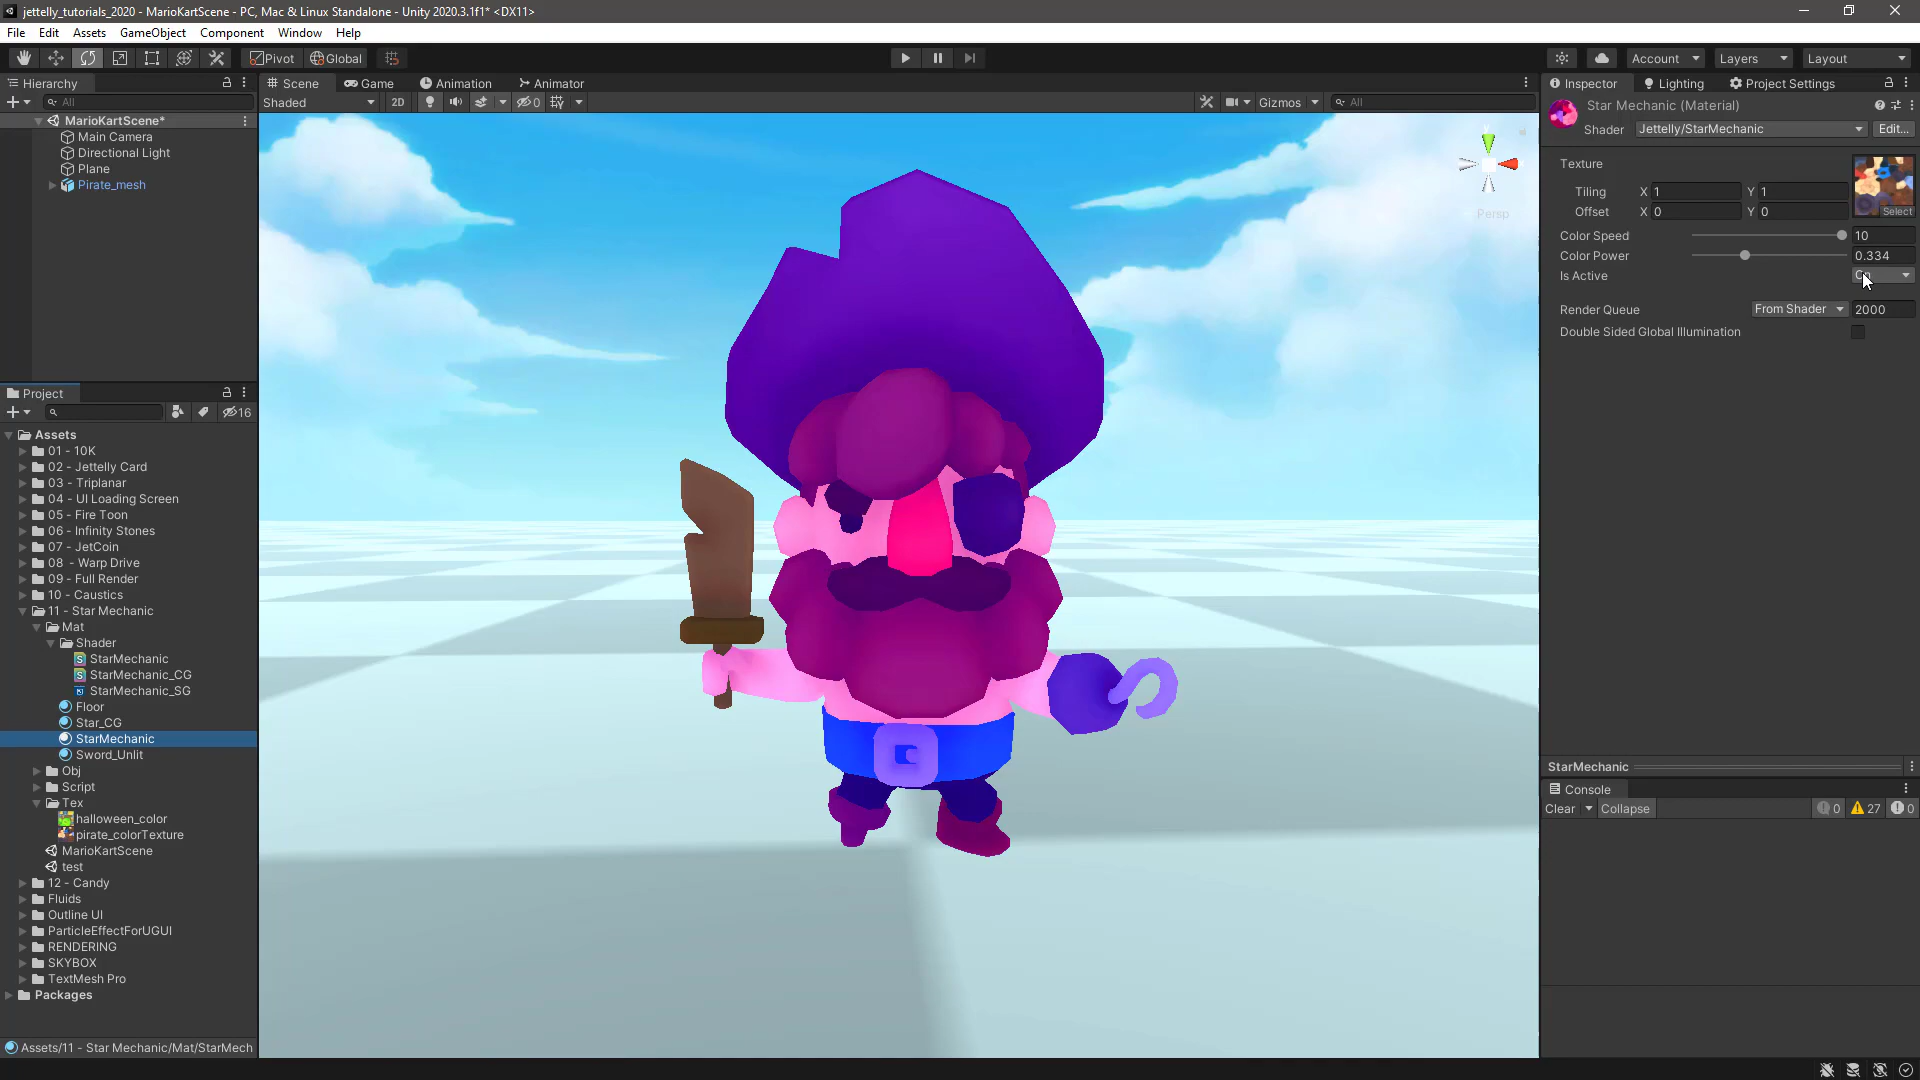 jettelly_tutorials_2020 - MarioKartScene - PC, Mac & Linux Standalone - Unity 2020.3.1f1* <DX11>
File Edit Assets GameObject Component Window Help
Pivot Global Account Layers Layout
Hierarchy
All
MarioKartScene*
Main Camera
Directional Light
Plane
Pirate_mesh
Project
16
Assets
01 - 10K
02 - Jettelly Card
03 - Triplanar
04 - UI Loading Screen
05 - Fire Toon
06 - Infinity Stones
07 - JetCoin
08 - Warp Drive
09 - Full Render
10 - Caustics
11 - Star Mechanic
Mat
Shader
StarMechanic
StarMechanic_CG
StarMechanic_SG
Floor
Star_CG
StarMechanic
Sword_Unlit
Obj
Script
Tex
halloween_color
pirate_colorTexture
MarioKartScene
test
12 - Candy
Fluids
Outline UI
ParticleEffectForUGUI
RENDERING
SKYBOX
TextMesh Pro
Packages
Assets/11 - Star Mechanic/Mat/StarMech
Scene Game Animation Animator
Shaded 2D 0 Gizmos All
Persp
Inspector Lighting Project Settings
Star Mechanic (Material)
Shader Jettelly/StarMechanic Edit...
Texture
Tiling X 1 Y 1
Offset X 0 Y 0
Select
Color Speed 10
Color Power 0.334
Is Active
Render Queue From Shader 2000
Double Sided Global Illumination
StarMechanic
Console
Clear Collapse 0 27 0